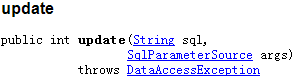 update
public int update(String sql,
SqlParameterSource args)
throws DataAccessException